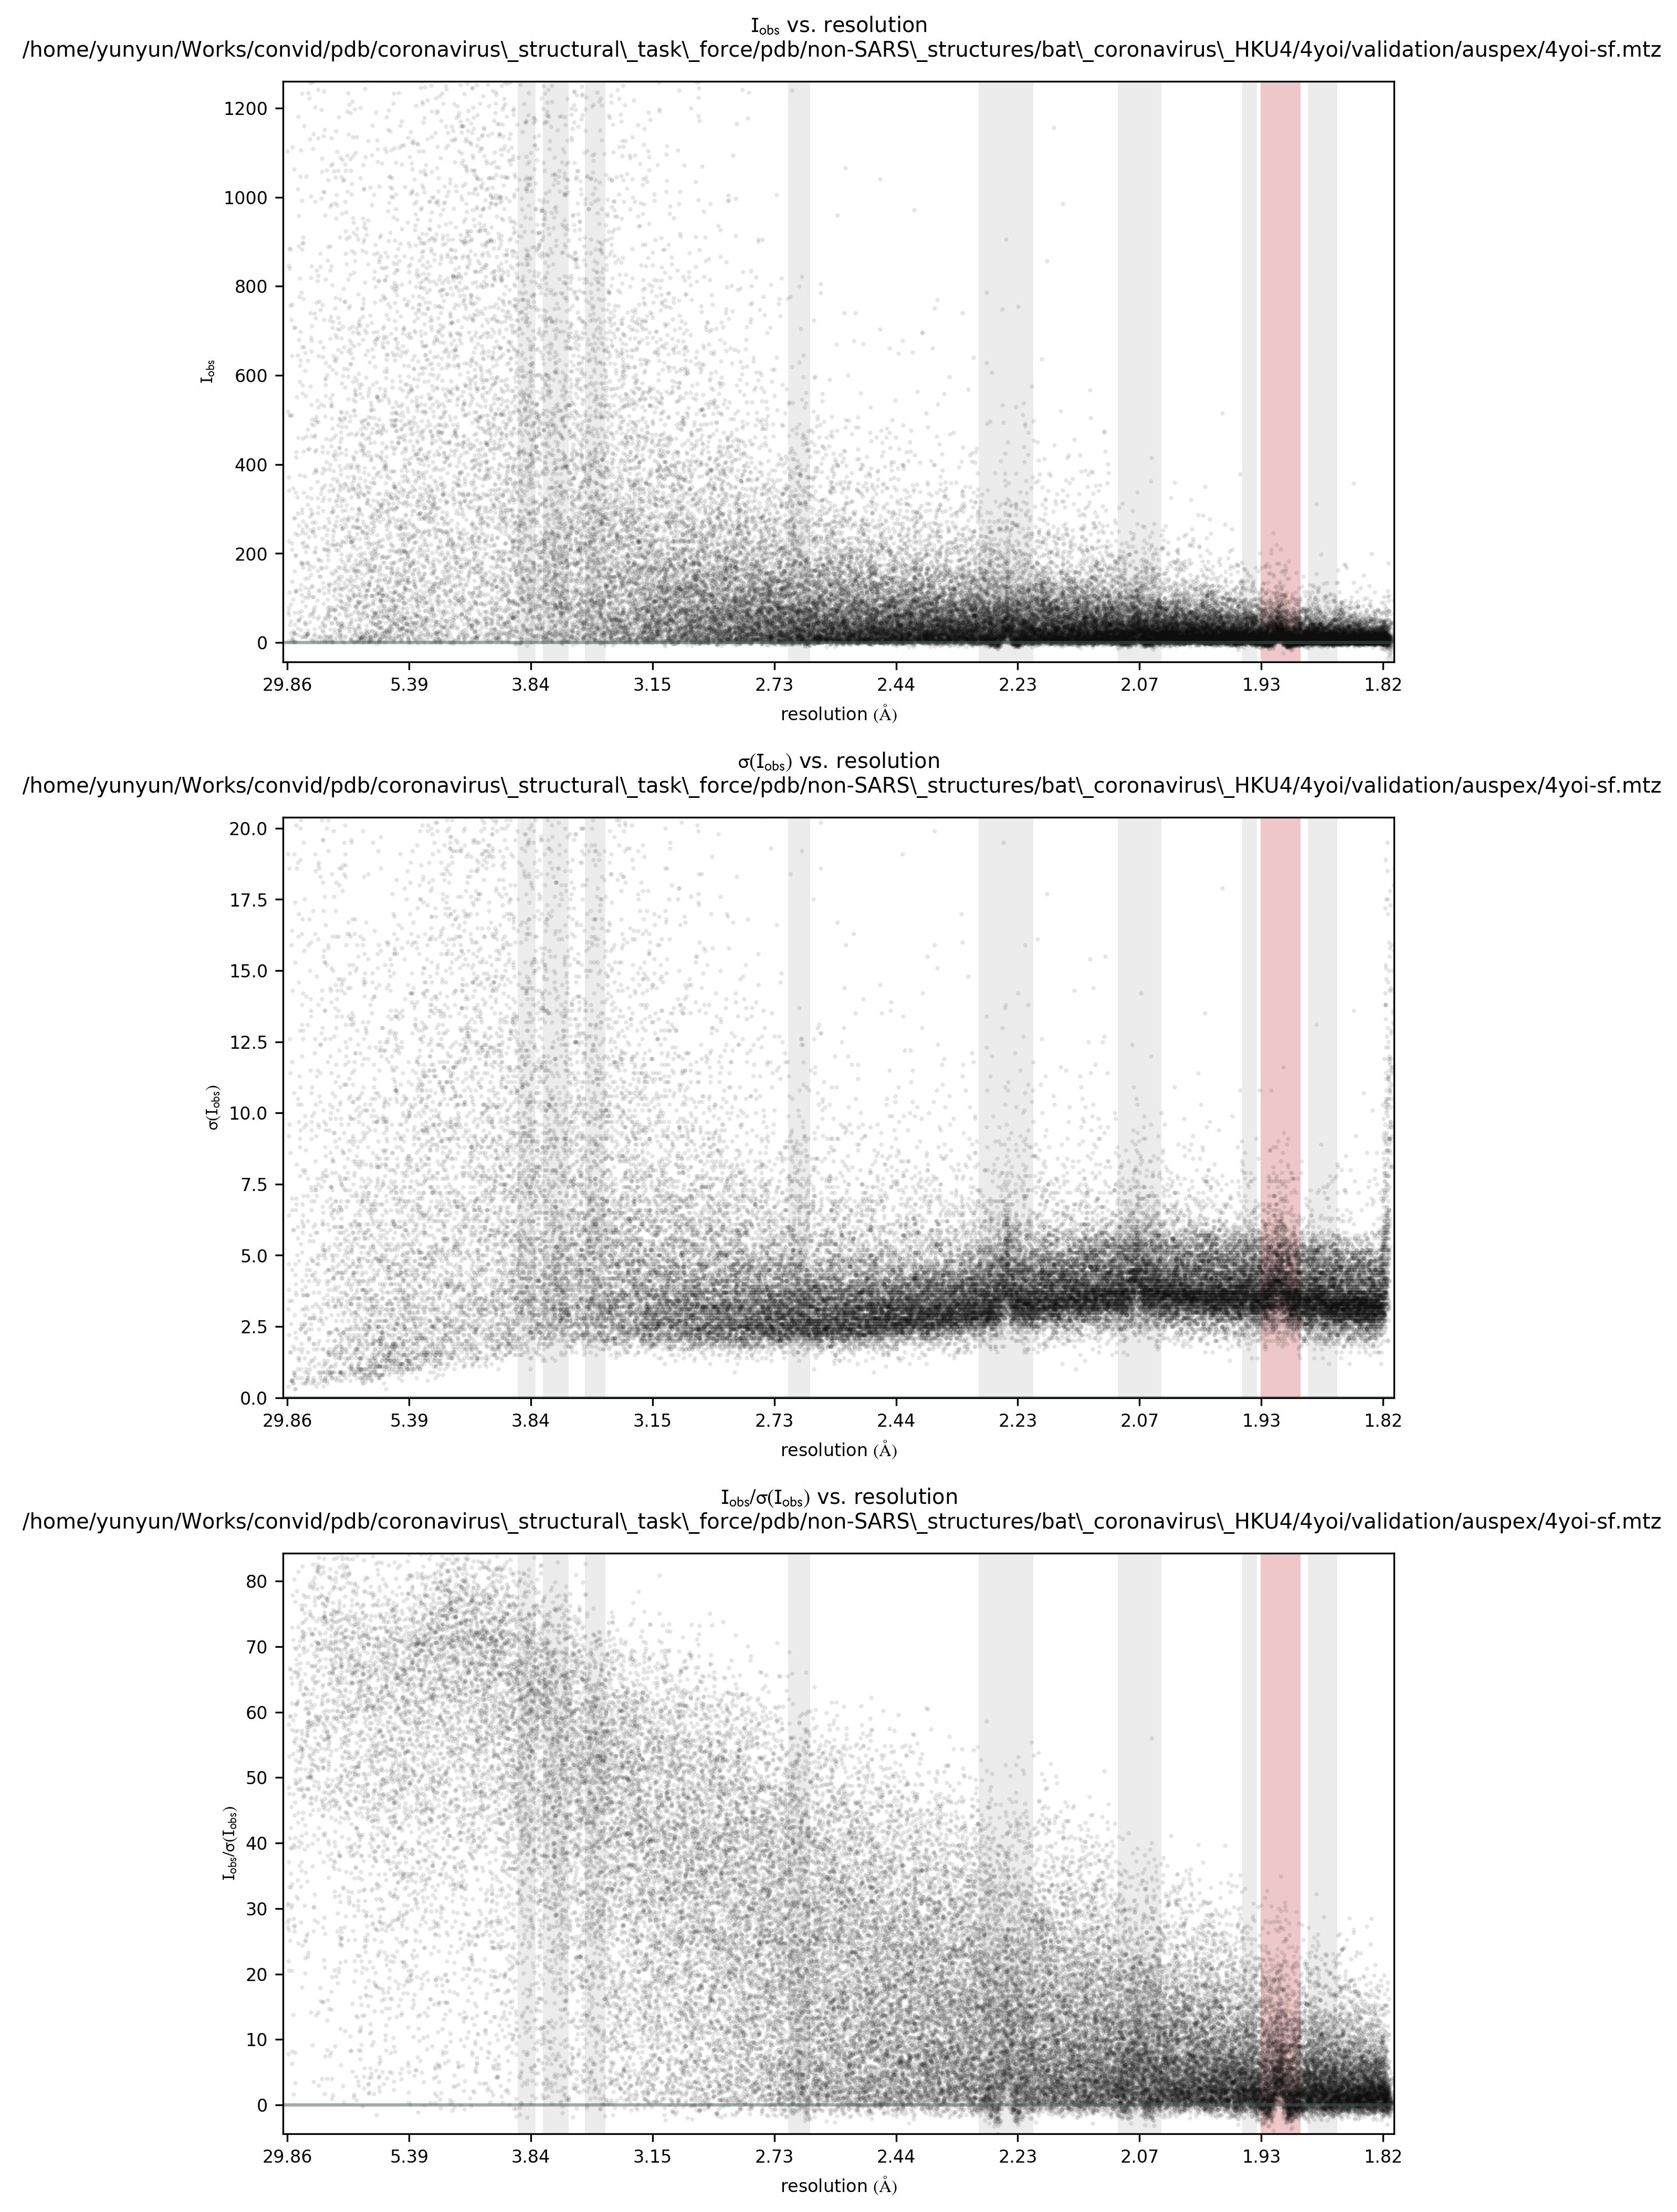 I_obs vs. resolution
/home/yunyun/Works/convid/pdb/coronavirus\_structural\_task\_force/pdb/non-SARS\_structures/bat\_coronavirus\_HKU4/4yoi/validation/auspex/4yoi-sf.mtz
1200
1000
800
600
400
200
0
I_obs
29.86 5.39 3.84 3.15 2.73 2.44 2.23 2.07 1.93 1.82
resolution (Å)
σ(I_obs) vs. resolution
/home/yunyun/Works/convid/pdb/coronavirus\_structural\_task\_force/pdb/non-SARS\_structures/bat\_coronavirus\_HKU4/4yoi/validation/auspex/4yoi-sf.mtz
20.0
17.5
15.0
12.5
10.0
7.5
5.0
2.5
0.0
σ(I_obs)
29.86 5.39 3.84 3.15 2.73 2.44 2.23 2.07 1.93 1.82
resolution (Å)
I_obs/σ(I_obs) vs. resolution
/home/yunyun/Works/convid/pdb/coronavirus\_structural\_task\_force/pdb/non-SARS\_structures/bat\_coronavirus\_HKU4/4yoi/validation/auspex/4yoi-sf.mtz
80
70
60
50
40
30
20
10
0
I_obs/σ(I_obs)
29.86 5.39 3.84 3.15 2.73 2.44 2.23 2.07 1.93 1.82
resolution (Å)